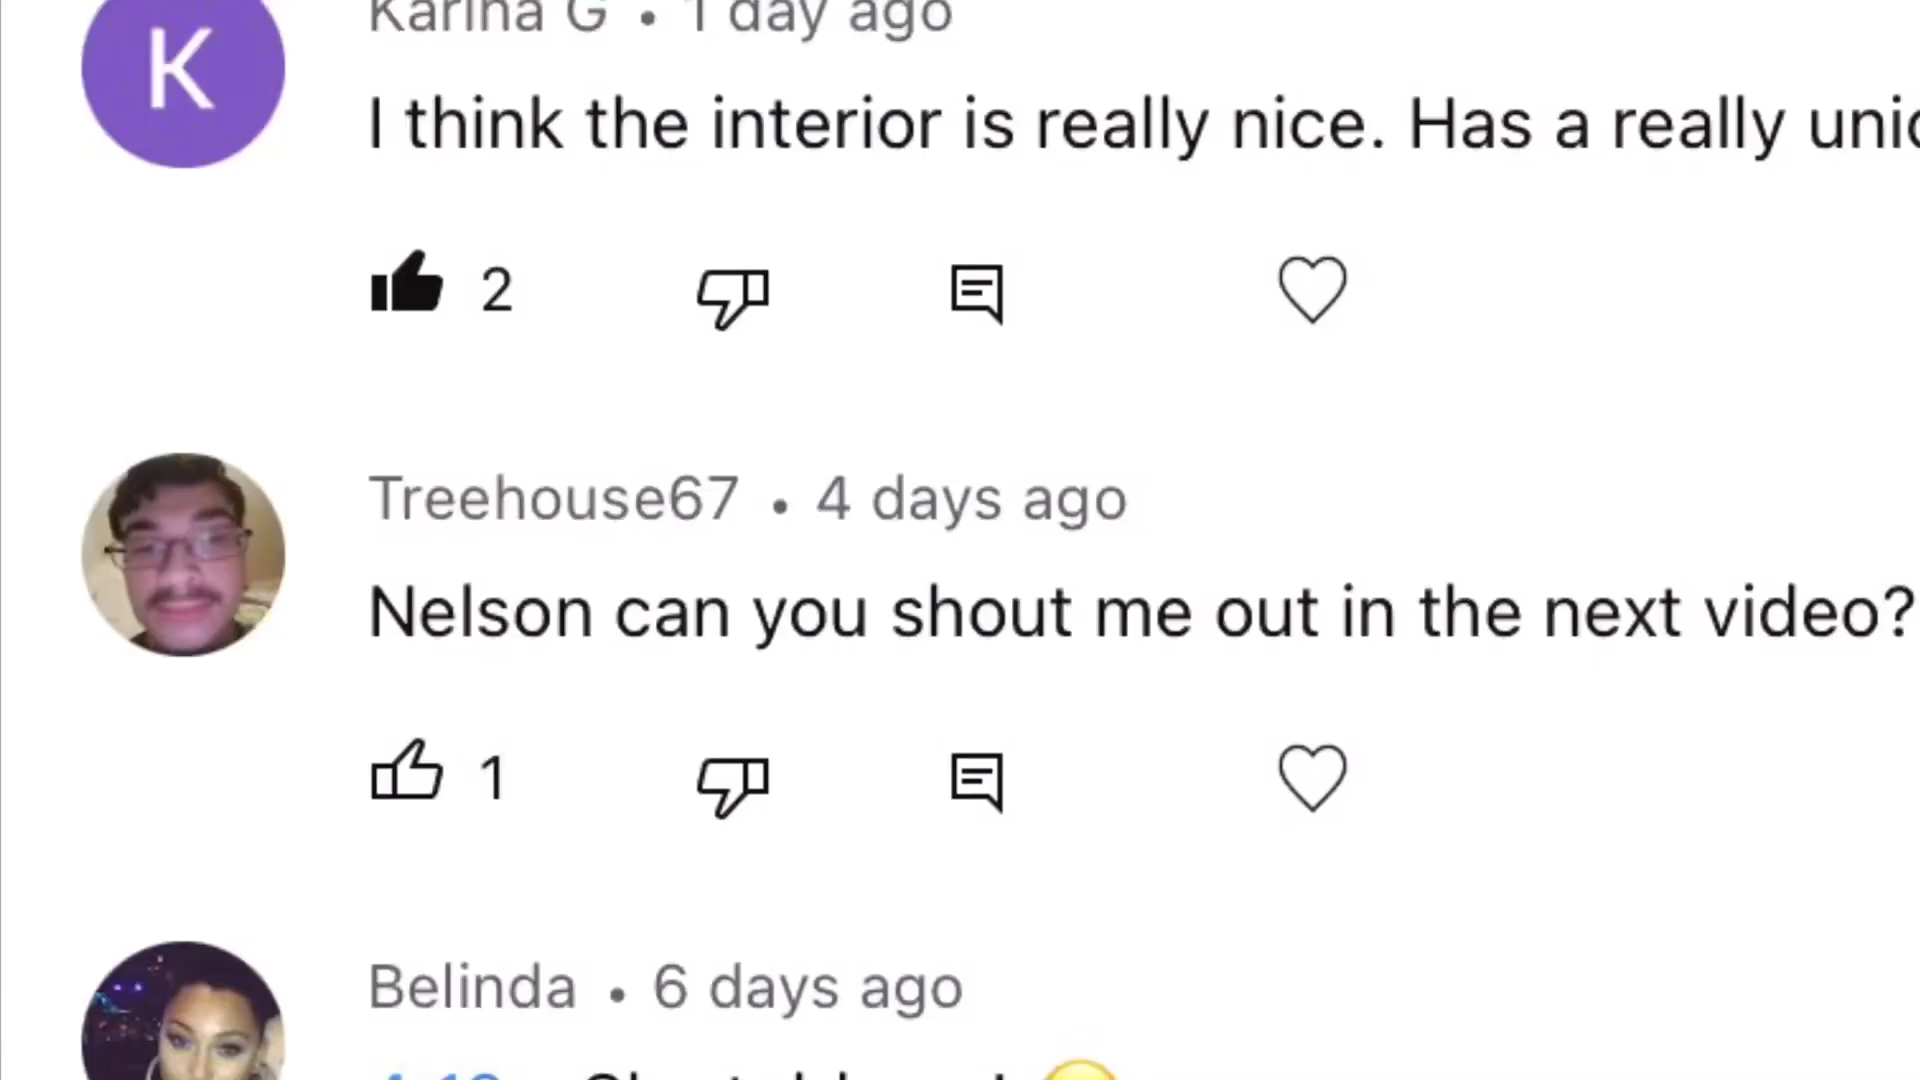 Karina G • 1 day ago
K
I think the interior is really nice. Has a really
2
Treehouse67 • 4 days ago
Nelson can you shout me out in the next video?
1
Belinda • 6 days ago